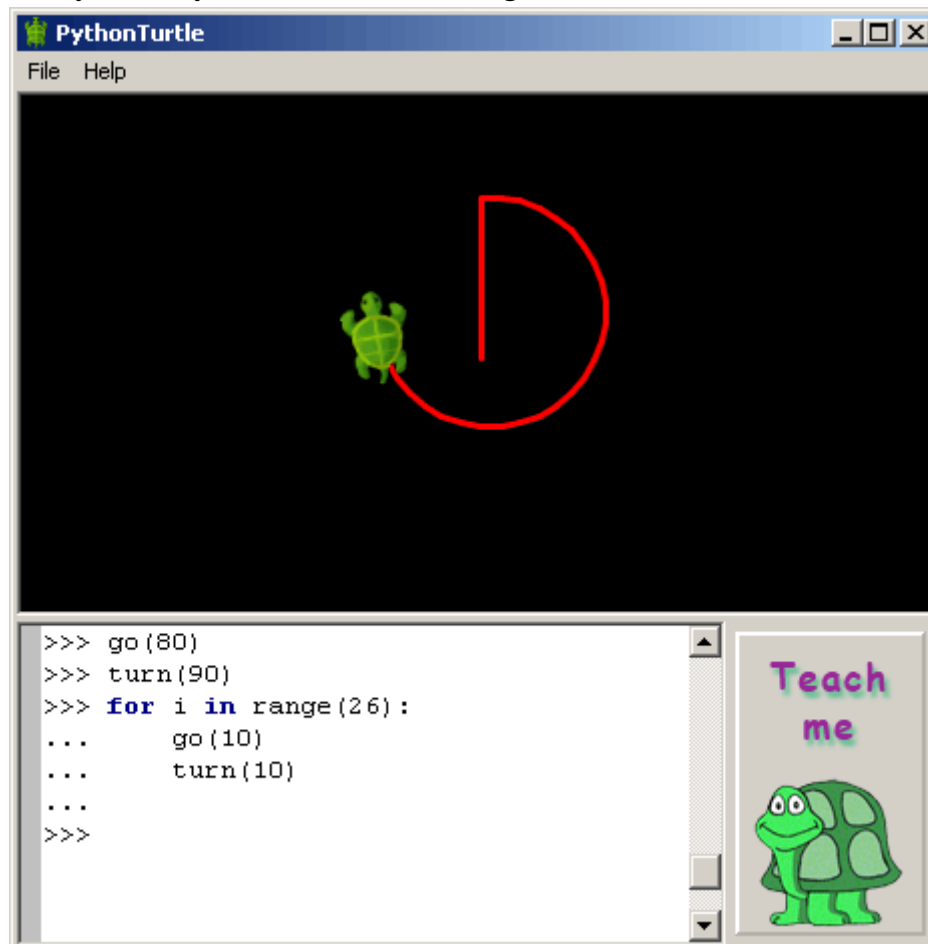 PythonTurtle
File Help
>>> go(80)
>>> turn(90)
>>> for i in range(26):
...     go(10)
...     turn(10)
...
>>>
Teach
me